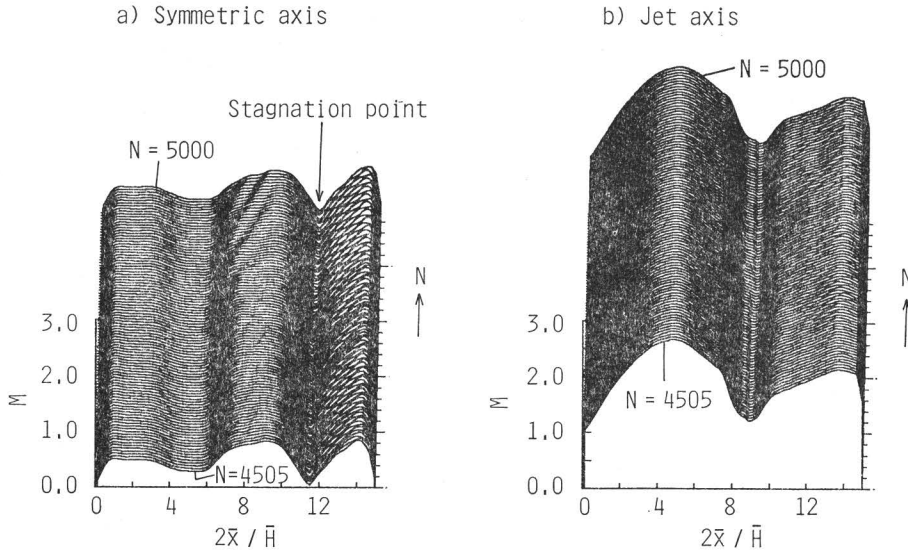 a) Symmetric axis
Stagnation point
N = 5000
N
3.0
2.0
1.0
0.0
M
N=4505
0 4 8 12
2x̄ / H̄
b) Jet axis
N = 5000
N
3.0
2.0
1.0
0.0
M
N = 4505
0 4 8 12
2x̄ / H̄